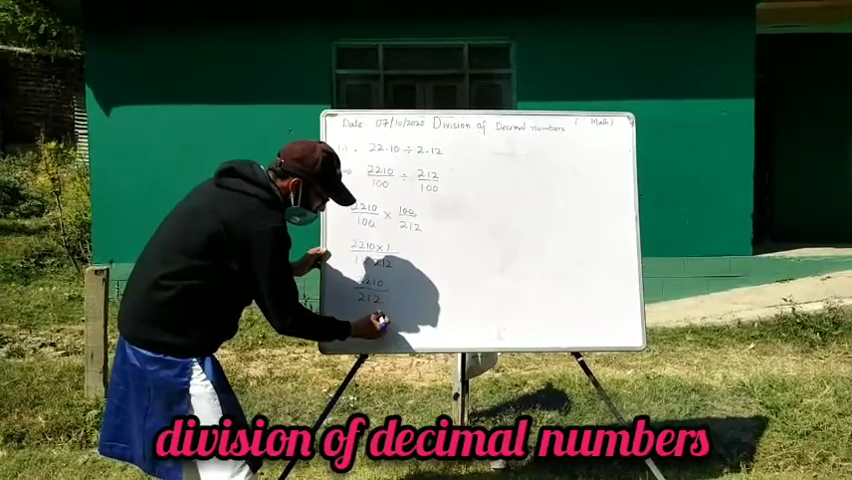 Date: 07/10/2020 Division of Decimal numbers (Math)
22.10 ÷ 2.12
2210/100 ÷ 212/100
2210/100 × 100/212
2210 × 1
212
2210/212
division of decimal numbers